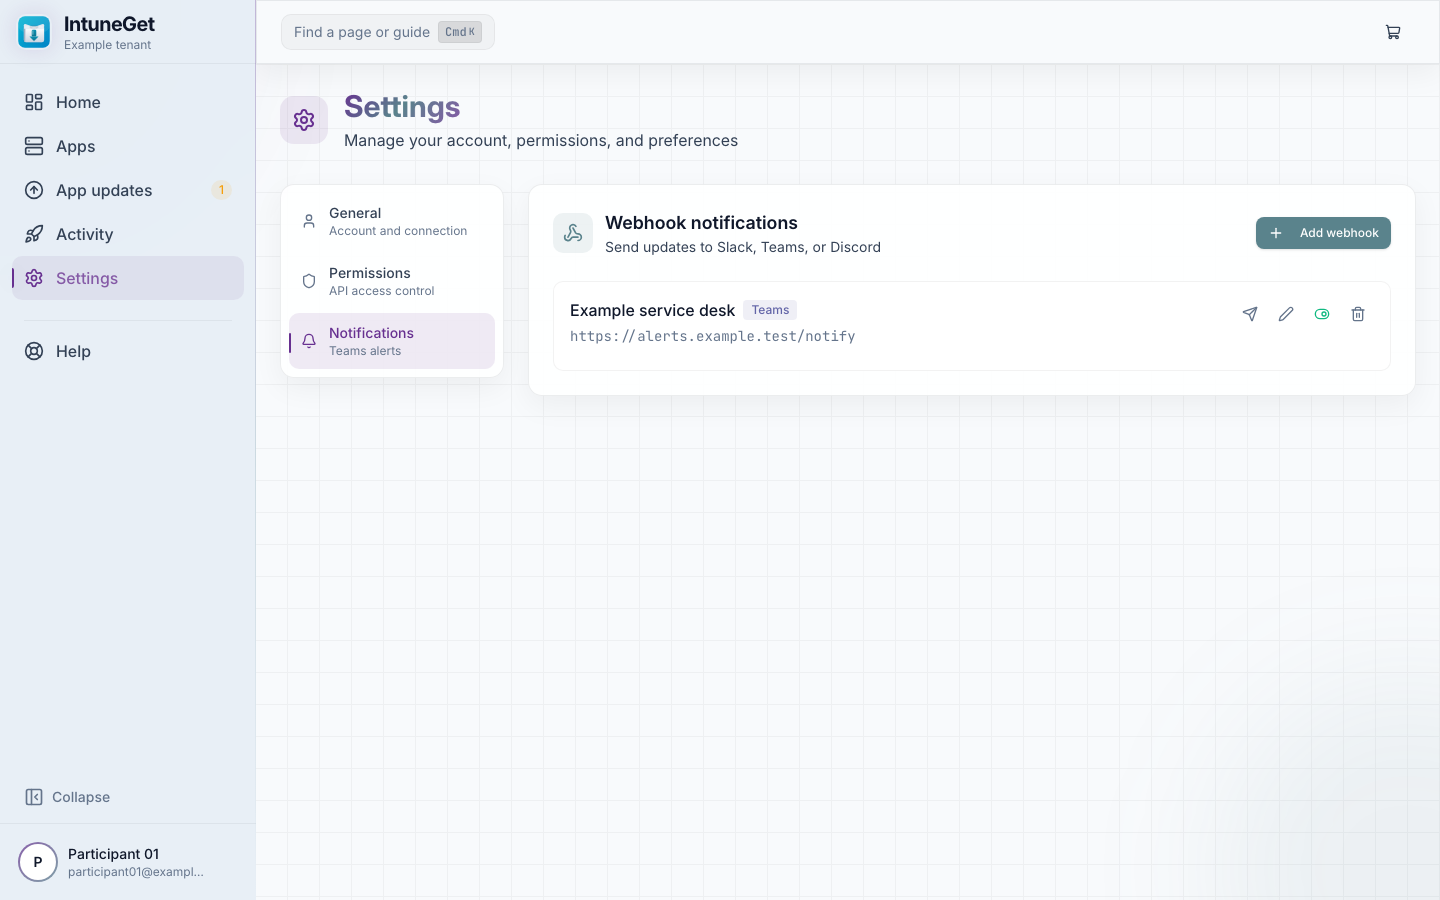 IntuneGet
Example tenant
Find a page or guide
Cmd K
Home
Apps
App updates
1
Activity
Settings
Help
Collapse
P
Participant 01
participant01@exampl...
Settings
Manage your account, permissions, and preferences
General
Account and connection
Permissions
API access control
Notifications
Teams alerts
Webhook notifications
Send updates to Slack, Teams, or Discord
Add webhook
Example service desk
Teams
https://alerts.example.test/notify